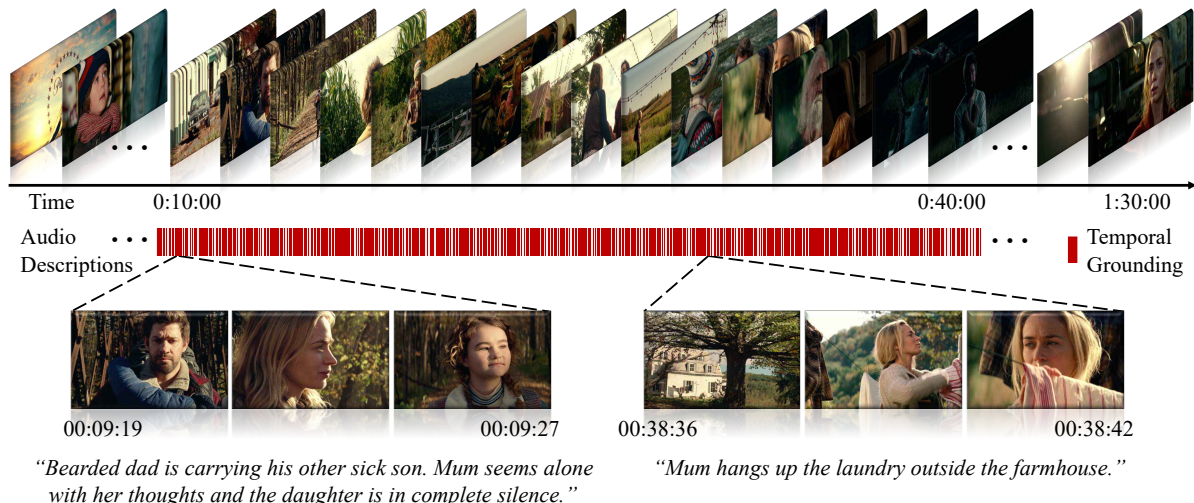 Time
0:10:00
0:40:00
1:30:00
Audio
Descriptions
Temporal
Grounding
00:09:19
00:09:27
00:38:36
00:38:42
“Bearded dad is carrying his other sick son. Mum seems alone
with her thoughts and the daughter is in complete silence.”
“Mum hangs up the laundry outside the farmhouse.”